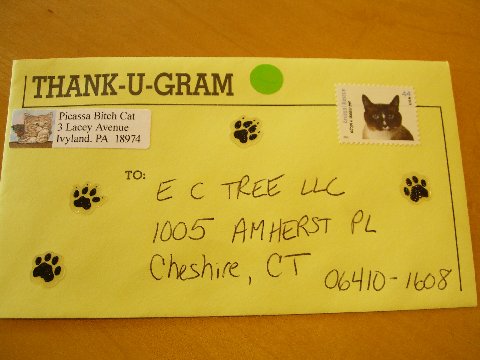 THANK-U-GRAM
Picassa Bitch Cat
3 Lacey Avenue
Ivyland, PA 18974
TO:
E C TREE LLC
1005 AMHERST PL
Cheshire, CT
06410-1608